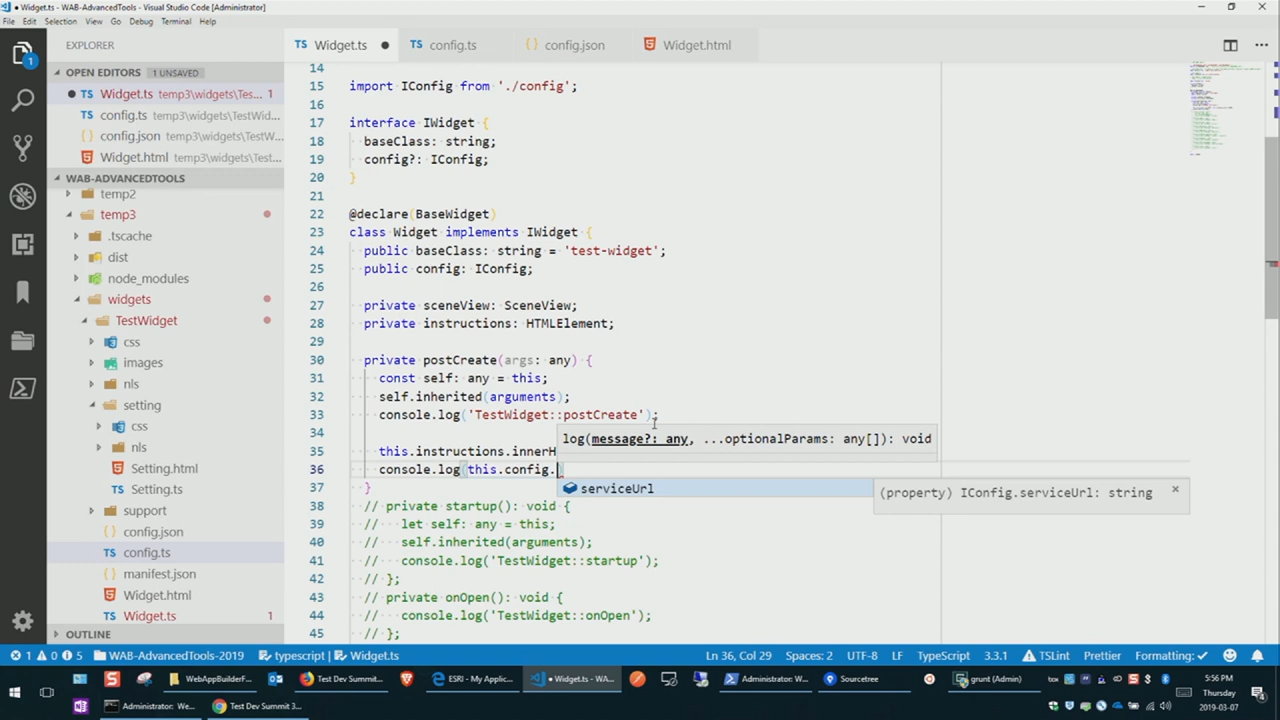 Widget.ts - WAB-AdvancedTools - Visual Studio Code [Administrator]
File Edit Selection View Go Debug Terminal Help
EXPLORER
TS Widget.ts
TS config.ts
{} config.json
Widget.html
OPEN EDITORS 1 UNSAVED
TS Widget.ts temp3\widgets\Tes... 1
TS config.ts temp3\widgets\TestWid...
{} config.json temp3\widgets\TestW...
Widget.html temp3\widgets\Test...
WAB-ADVANCEDTOOLS
temp2
temp3
.tscache
dist
node_modules
widgets
TestWidget
css
images
nls
setting
css
nls
Setting.html
TS Setting.ts
support
{} config.json
TS config.ts
{} manifest.json
Widget.html
TS Widget.ts 1
OUTLINE
14
15 import IConfig from './config';
16
17 interface IWidget {
18 baseClass: string;
19 config?: IConfig;
20 }
21
22 @declare(BaseWidget)
23 class Widget implements IWidget {
24 public baseClass: string = 'test-widget';
25 public config: IConfig;
26
27 private sceneView: SceneView;
28 private instructions: HTMLElement;
29
30 private postCreate(args: any) {
31 const self: any = this;
32 self.inherited(arguments);
33 console.log('TestWidget::postCreate');
34
log(message?: any, ...optionalParams: any[]): void
35 this.instructions.innerH
36 console.log(this.config.)
serviceUrl
(property) IConfig.serviceUrl: string
37 }
38 // private startup(): void {
39 // let self: any = this;
40 // self.inherited(arguments);
41 // console.log('TestWidget::startup');
42 // };
43 // private onOpen(): void {
44 // console.log('TestWidget::onOpen');
45 // };
1 0 5 WAB-AdvancedTools-2019 typescript | Widget.ts Ln 36, Col 29 Spaces: 2 UTF-8 LF TypeScript 3.3.1 TSLint Prettier Formatting: ✓
WebAppBuilderF... Test Dev Summit... ESRI - My Applic... Widget.ts - WA... Administrator: W... Sourcetree grunt (Admin) box 5:56 PM
Thursday
Administrator: We... Test Dev Summit 3... 2019-03-07